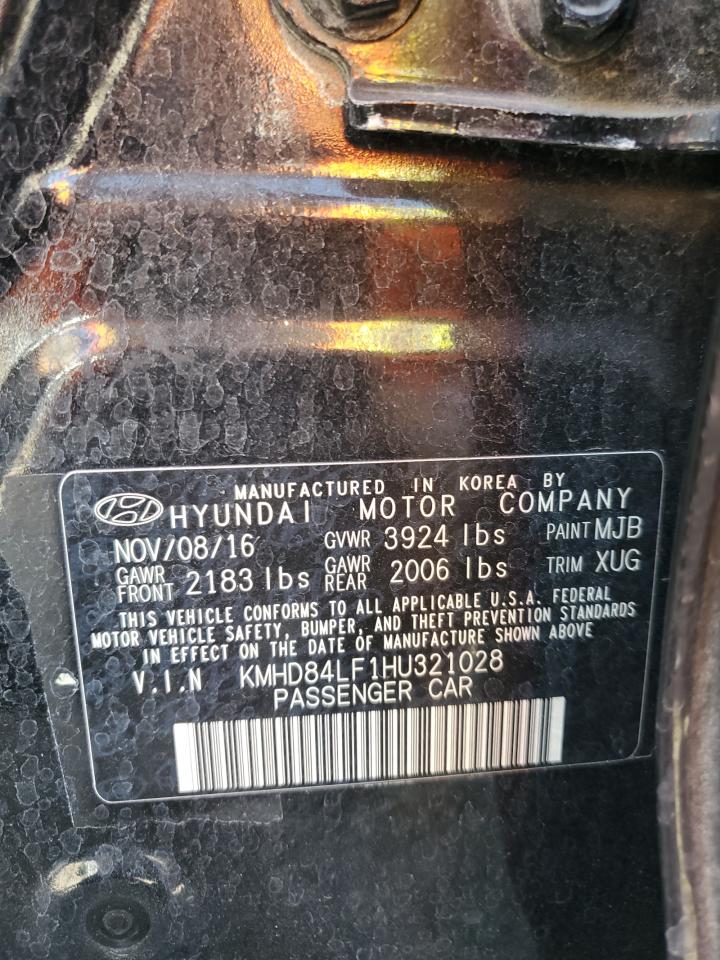 MANUFACTURED IN KOREA BY
HYUNDAI MOTOR COMPANY
NOV/08/16 GVWR 3924 lbs PAINT MJB
GAWR FRONT 2183 lbs GAWR REAR 2006 lbs TRIM XUG
THIS VEHICLE CONFORMS TO ALL APPLICABLE U.S.A. FEDERAL
MOTOR VEHICLE SAFETY, BUMPER, AND THEFT PREVENTION STANDARDS
IN EFFECT ON THE DATE OF MANUFACTURE SHOWN ABOVE
V.I.N KMHD84LF1HU321028
PASSENGER CAR